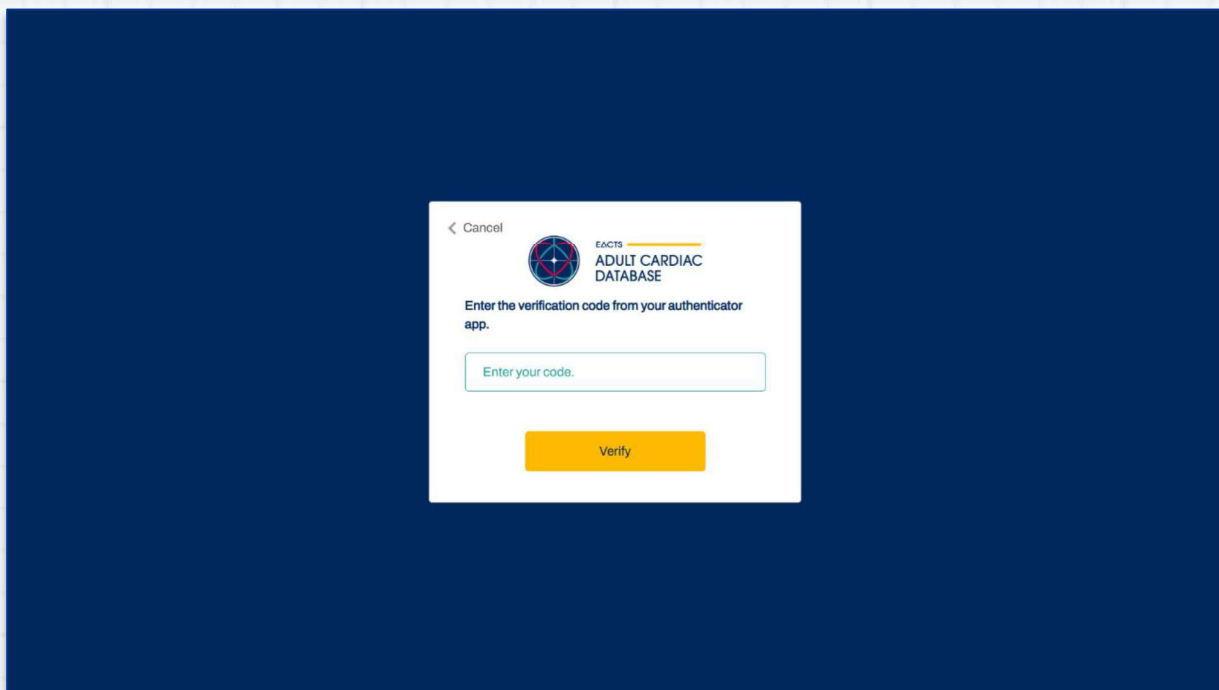 Cancel
EACTS
ADULT CARDIAC
DATABASE
Enter the verification code from your authenticator
app.
Enter your code.
Verify